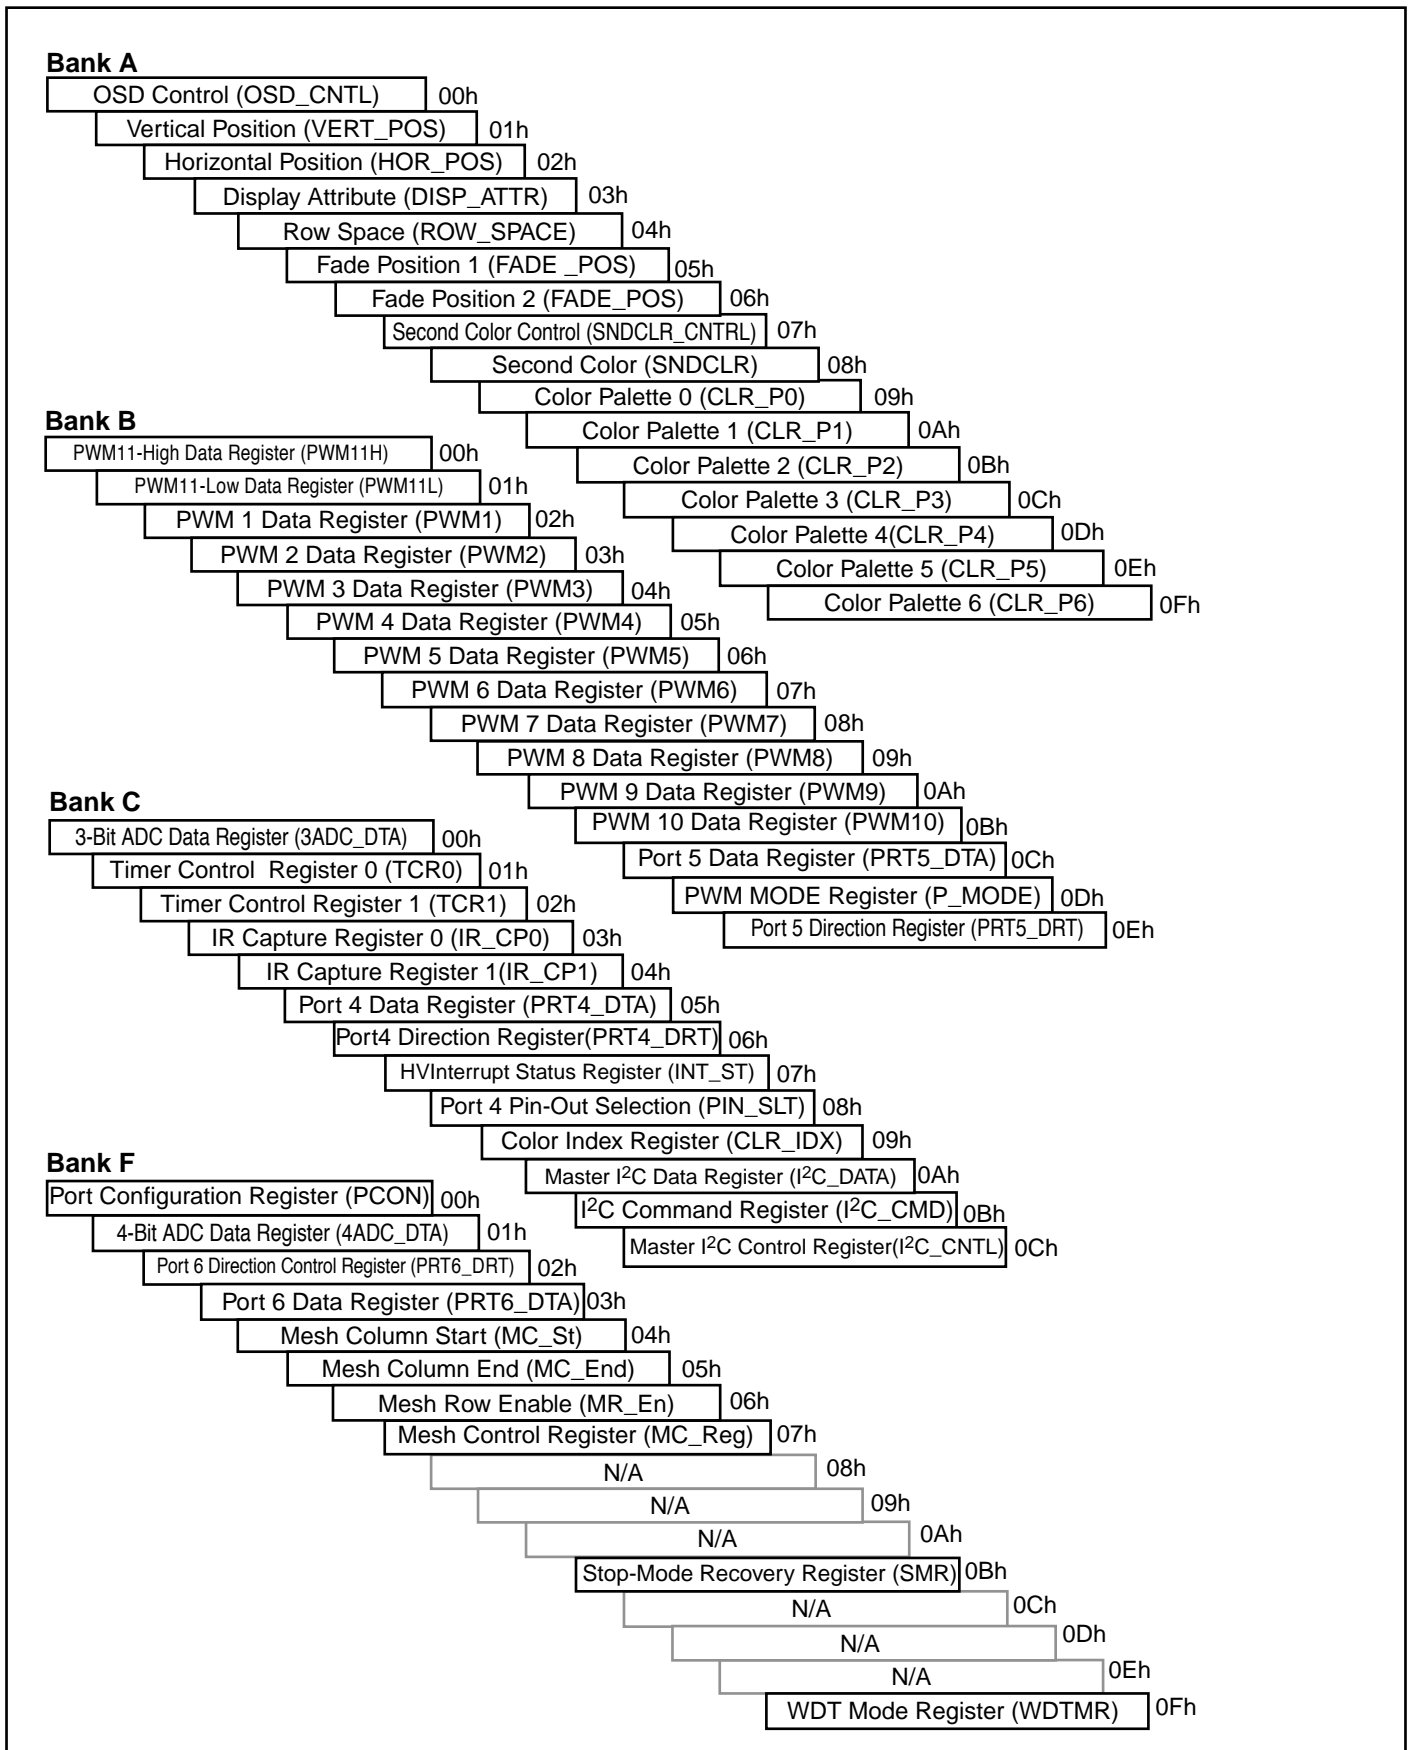 Bank A
OSD Control (OSD_CNTL) 00h
Vertical Position (VERT_POS) 01h
Horizontal Position (HOR_POS) 02h
Display Attribute (DISP_ATTR) 03h
Row Space (ROW_SPACE) 04h
Fade Position 1 (FADE _POS) 05h
Fade Position 2 (FADE_POS) 06h
Second Color Control (SNDCLR_CNTRL) 07h
Second Color (SNDCLR) 08h
Color Palette 0 (CLR_P0) 09h
Color Palette 1 (CLR_P1) 0Ah
Color Palette 2 (CLR_P2) 0Bh
Color Palette 3 (CLR_P3) 0Ch
Color Palette 4(CLR_P4) 0Dh
Color Palette 5 (CLR_P5) 0Eh
Color Palette 6 (CLR_P6) 0Fh
Bank B
PWM11-High Data Register (PWM11H) 00h
PWM11-Low Data Register (PWM11L) 01h
PWM 1 Data Register (PWM1) 02h
PWM 2 Data Register (PWM2) 03h
PWM 3 Data Register (PWM3) 04h
PWM 4 Data Register (PWM4) 05h
PWM 5 Data Register (PWM5) 06h
PWM 6 Data Register (PWM6) 07h
PWM 7 Data Register (PWM7) 08h
PWM 8 Data Register (PWM8) 09h
PWM 9 Data Register (PWM9) 0Ah
PWM 10 Data Register (PWM10) 0Bh
Port 5 Data Register (PRT5_DTA) 0Ch
PWM MODE Register (P_MODE) 0Dh
Port 5 Direction Register (PRT5_DRT) 0Eh
Bank C
3-Bit ADC Data Register (3ADC_DTA) 00h
Timer Control Register 0 (TCR0) 01h
Timer Control Register 1 (TCR1) 02h
IR Capture Register 0 (IR_CP0) 03h
IR Capture Register 1(IR_CP1) 04h
Port 4 Data Register (PRT4_DTA) 05h
Port4 Direction Register(PRT4_DRT) 06h
HVInterrupt Status Register (INT_ST) 07h
Port 4 Pin-Out Selection (PIN_SLT) 08h
Color Index Register (CLR_IDX) 09h
Master I²C Data Register (I²C_DATA) 0Ah
I²C Command Register (I²C_CMD) 0Bh
Master I²C Control Register(I²C_CNTL) 0Ch
Bank F
Port Configuration Register (PCON) 00h
4-Bit ADC Data Register (4ADC_DTA) 01h
Port 6 Direction Control Register (PRT6_DRT) 02h
Port 6 Data Register (PRT6_DTA) 03h
Mesh Column Start (MC_St) 04h
Mesh Column End (MC_End) 05h
Mesh Row Enable (MR_En) 06h
Mesh Control Register (MC_Reg) 07h
N/A 08h
N/A 09h
N/A 0Ah
Stop-Mode Recovery Register (SMR) 0Bh
N/A 0Ch
N/A 0Dh
N/A 0Eh
WDT Mode Register (WDTMR) 0Fh